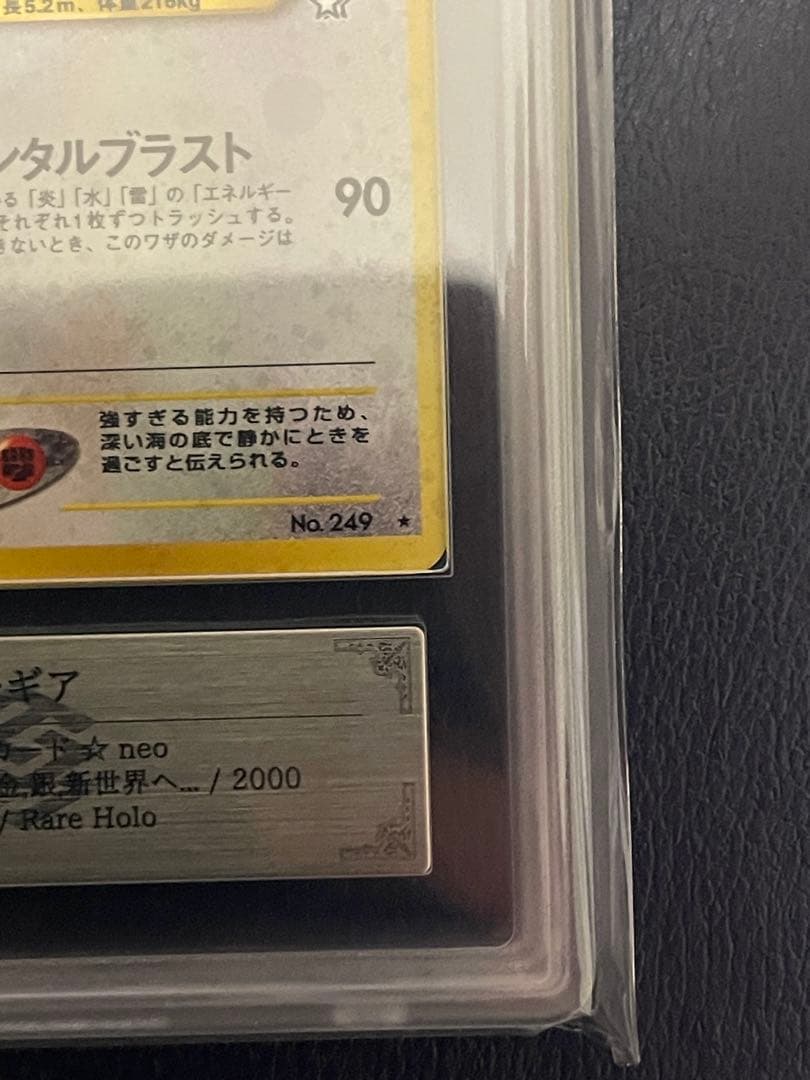 長5.2m、体重216kg
ンタルブラスト
る「炎」「水」「雷」の「エネルギー
それぞれ1枚ずつトラッシュする。
きないとき、このワザのダメージは
90
強すぎる能力を持つため、
深い海の底で静かにときを
過ごすと伝えられる。
No. 249 ★
ギア
カード ☆ neo
金,銀,新世界へ... / 2000
/ Rare Holo